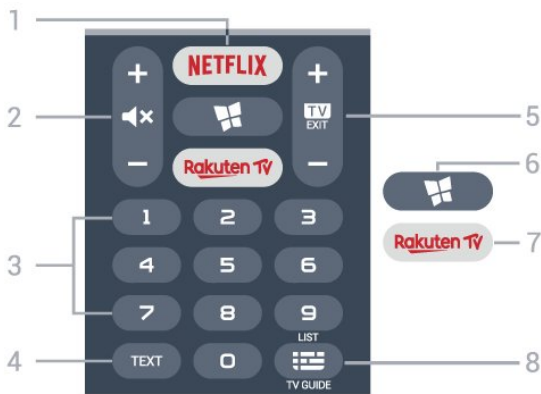 1
NETFLIX
+ +
2
TV
EXIT
5
- -
Rakuten TV
6
Rakuten TV
7
1 2 3
3
4 5 6
7 8 9
LIST
4
TEXT
0
8
TV GUIDE